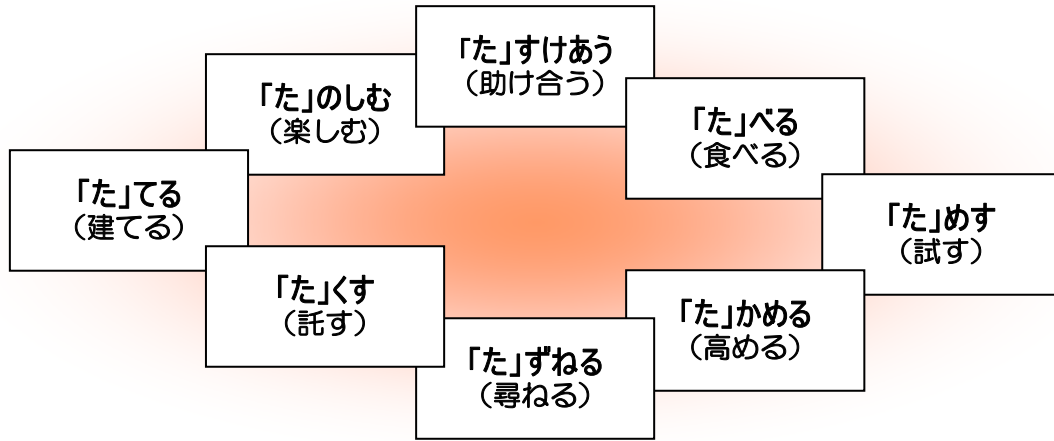 「た」すけあう
（助け合う）
「た」のしむ
（楽しむ）
「た」べる
（食べる）
「た」てる
（建てる）
「た」めす
（試す）
「た」くす
（託す）
「た」かめる
（高める）
「た」ずねる
（尋ねる）